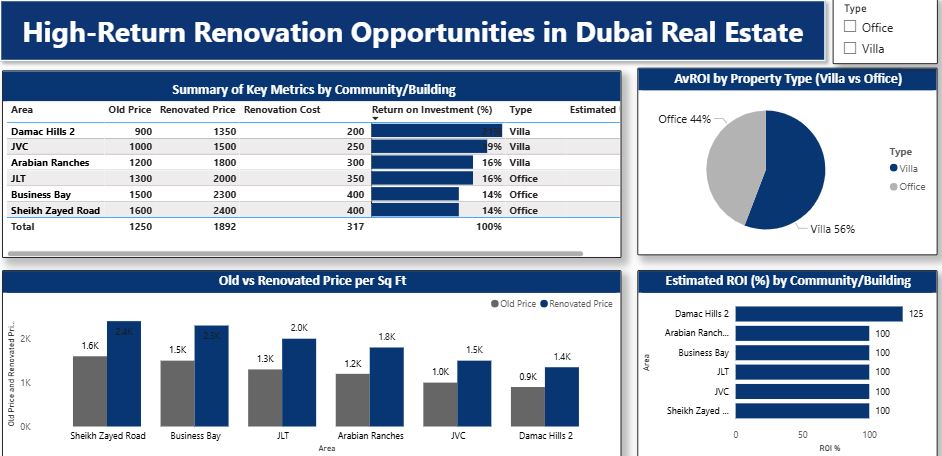 High-Return Renovation Opportunities in Dubai Real Estate
Type
Office
Villa
Summary of Key Metrics by Community/Building
Area Old Price Renovated Price Renovation Cost Return on Investment (%) Type Estimated
Damac Hills 2 900 1350 200 21% Villa
JVC 1000 1500 250 19% Villa
Arabian Ranches 1200 1800 300 16% Villa
JLT 1300 2000 350 16% Office
Business Bay 1500 2300 400 14% Office
Sheikh Zayed Road 1600 2400 400 14% Office
Total 1250 1892 317 100%
AvROI by Property Type (Villa vs Office)
Office 44%
Villa 56%
Type
Villa
Office
Old vs Renovated Price per Sq Ft
Old Price Renovated Price
Old Price and Renovated Pri...
2K
1K
0K
1.6K 2.4K
1.5K 2.3K
1.3K 2.0K
1.2K 1.8K
1.0K 1.5K
0.9K 1.4K
Sheikh Zayed Road Business Bay JLT Arabian Ranches JVC Damac Hills 2
Area
Estimated ROI (%) by Community/Building
Area
Damac Hills 2 125
Arabian Ranch... 100
Business Bay 100
JLT 100
JVC 100
Sheikh Zayed ... 100
0 50 100
ROI %